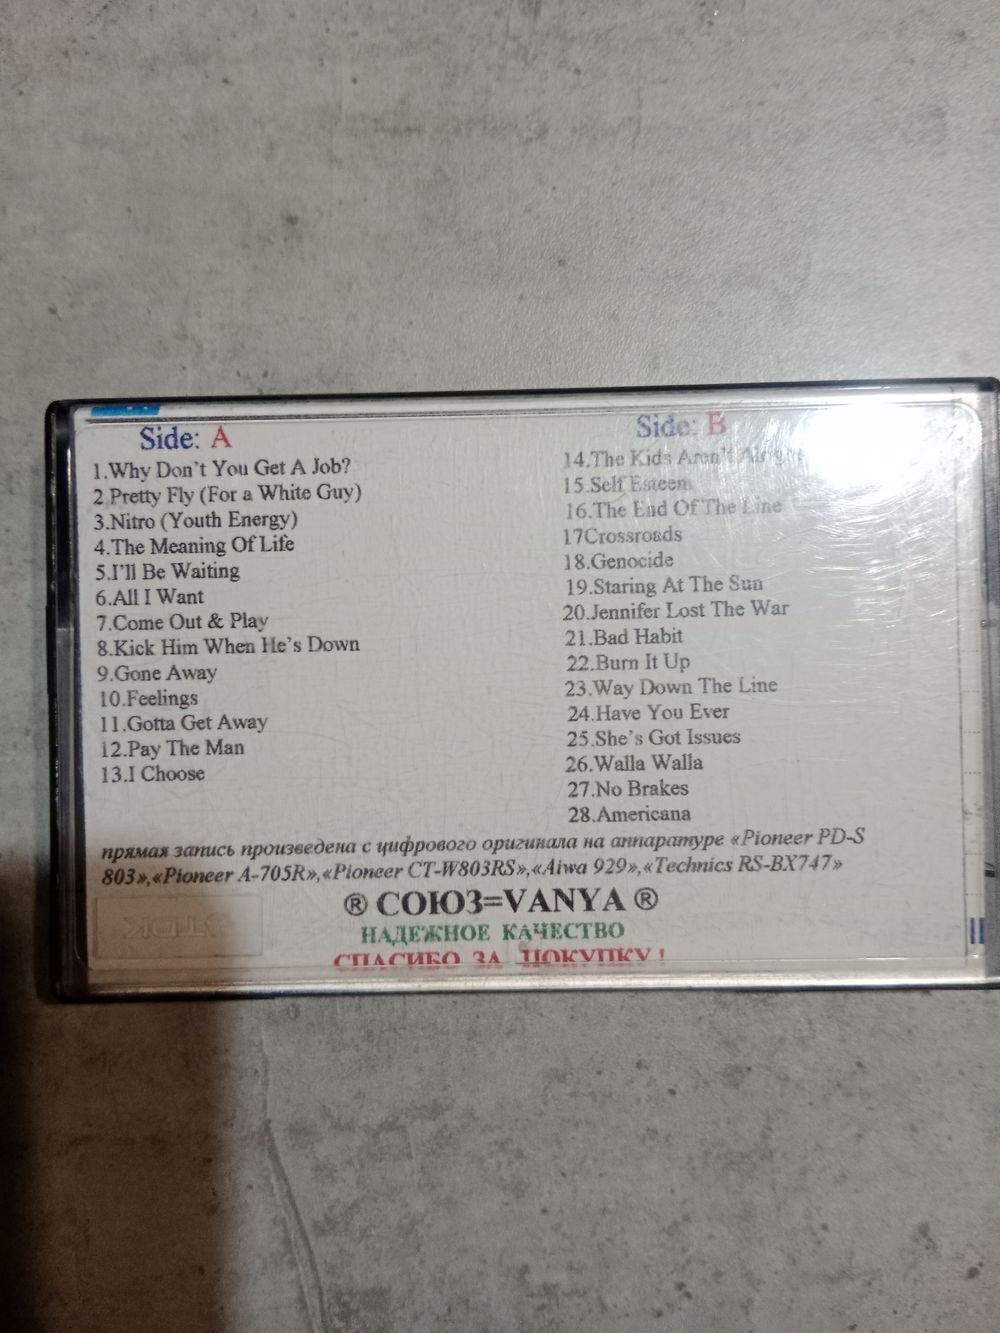 Side: A
1.Why Don't You Get A Job?
2.Pretty Fly (For a White Guy)
3.Nitro (Youth Energy)
4.The Meaning Of Life
5.I'll Be Waiting
6.All I Want
7.Come Out & Play
8.Kick Him When He's Down
9.Gone Away
10.Feelings
11.Gotta Get Away
12.Pay The Man
13.I Choose
Side: B
14.The Kids Aren't
15.Self Esteem
16.The End Of The Line
17Crossroads
18.Genocide
19.Staring At The Sun
20.Jennifer Lost The War
21.Bad Habit
22.Burn It Up
23.Way Down The Line
24.Have You Ever
25.She's Got Issues
26.Walla Walla
27.No Brakes
28.Americana
прямая запись произведена с цифрового оригинала на аппаратуре «Pioneer PD-S
803»,«Pioneer A-705R»,«Pioneer CT-W803RS»,«Aiwa 929»,«Technics RS-BX747»
® СОЮЗ=VANYA ®
НАДЕЖНОЕ КАЧЕСТВО
СПАСИБО ЗА ПОКУПКУ !
TDK